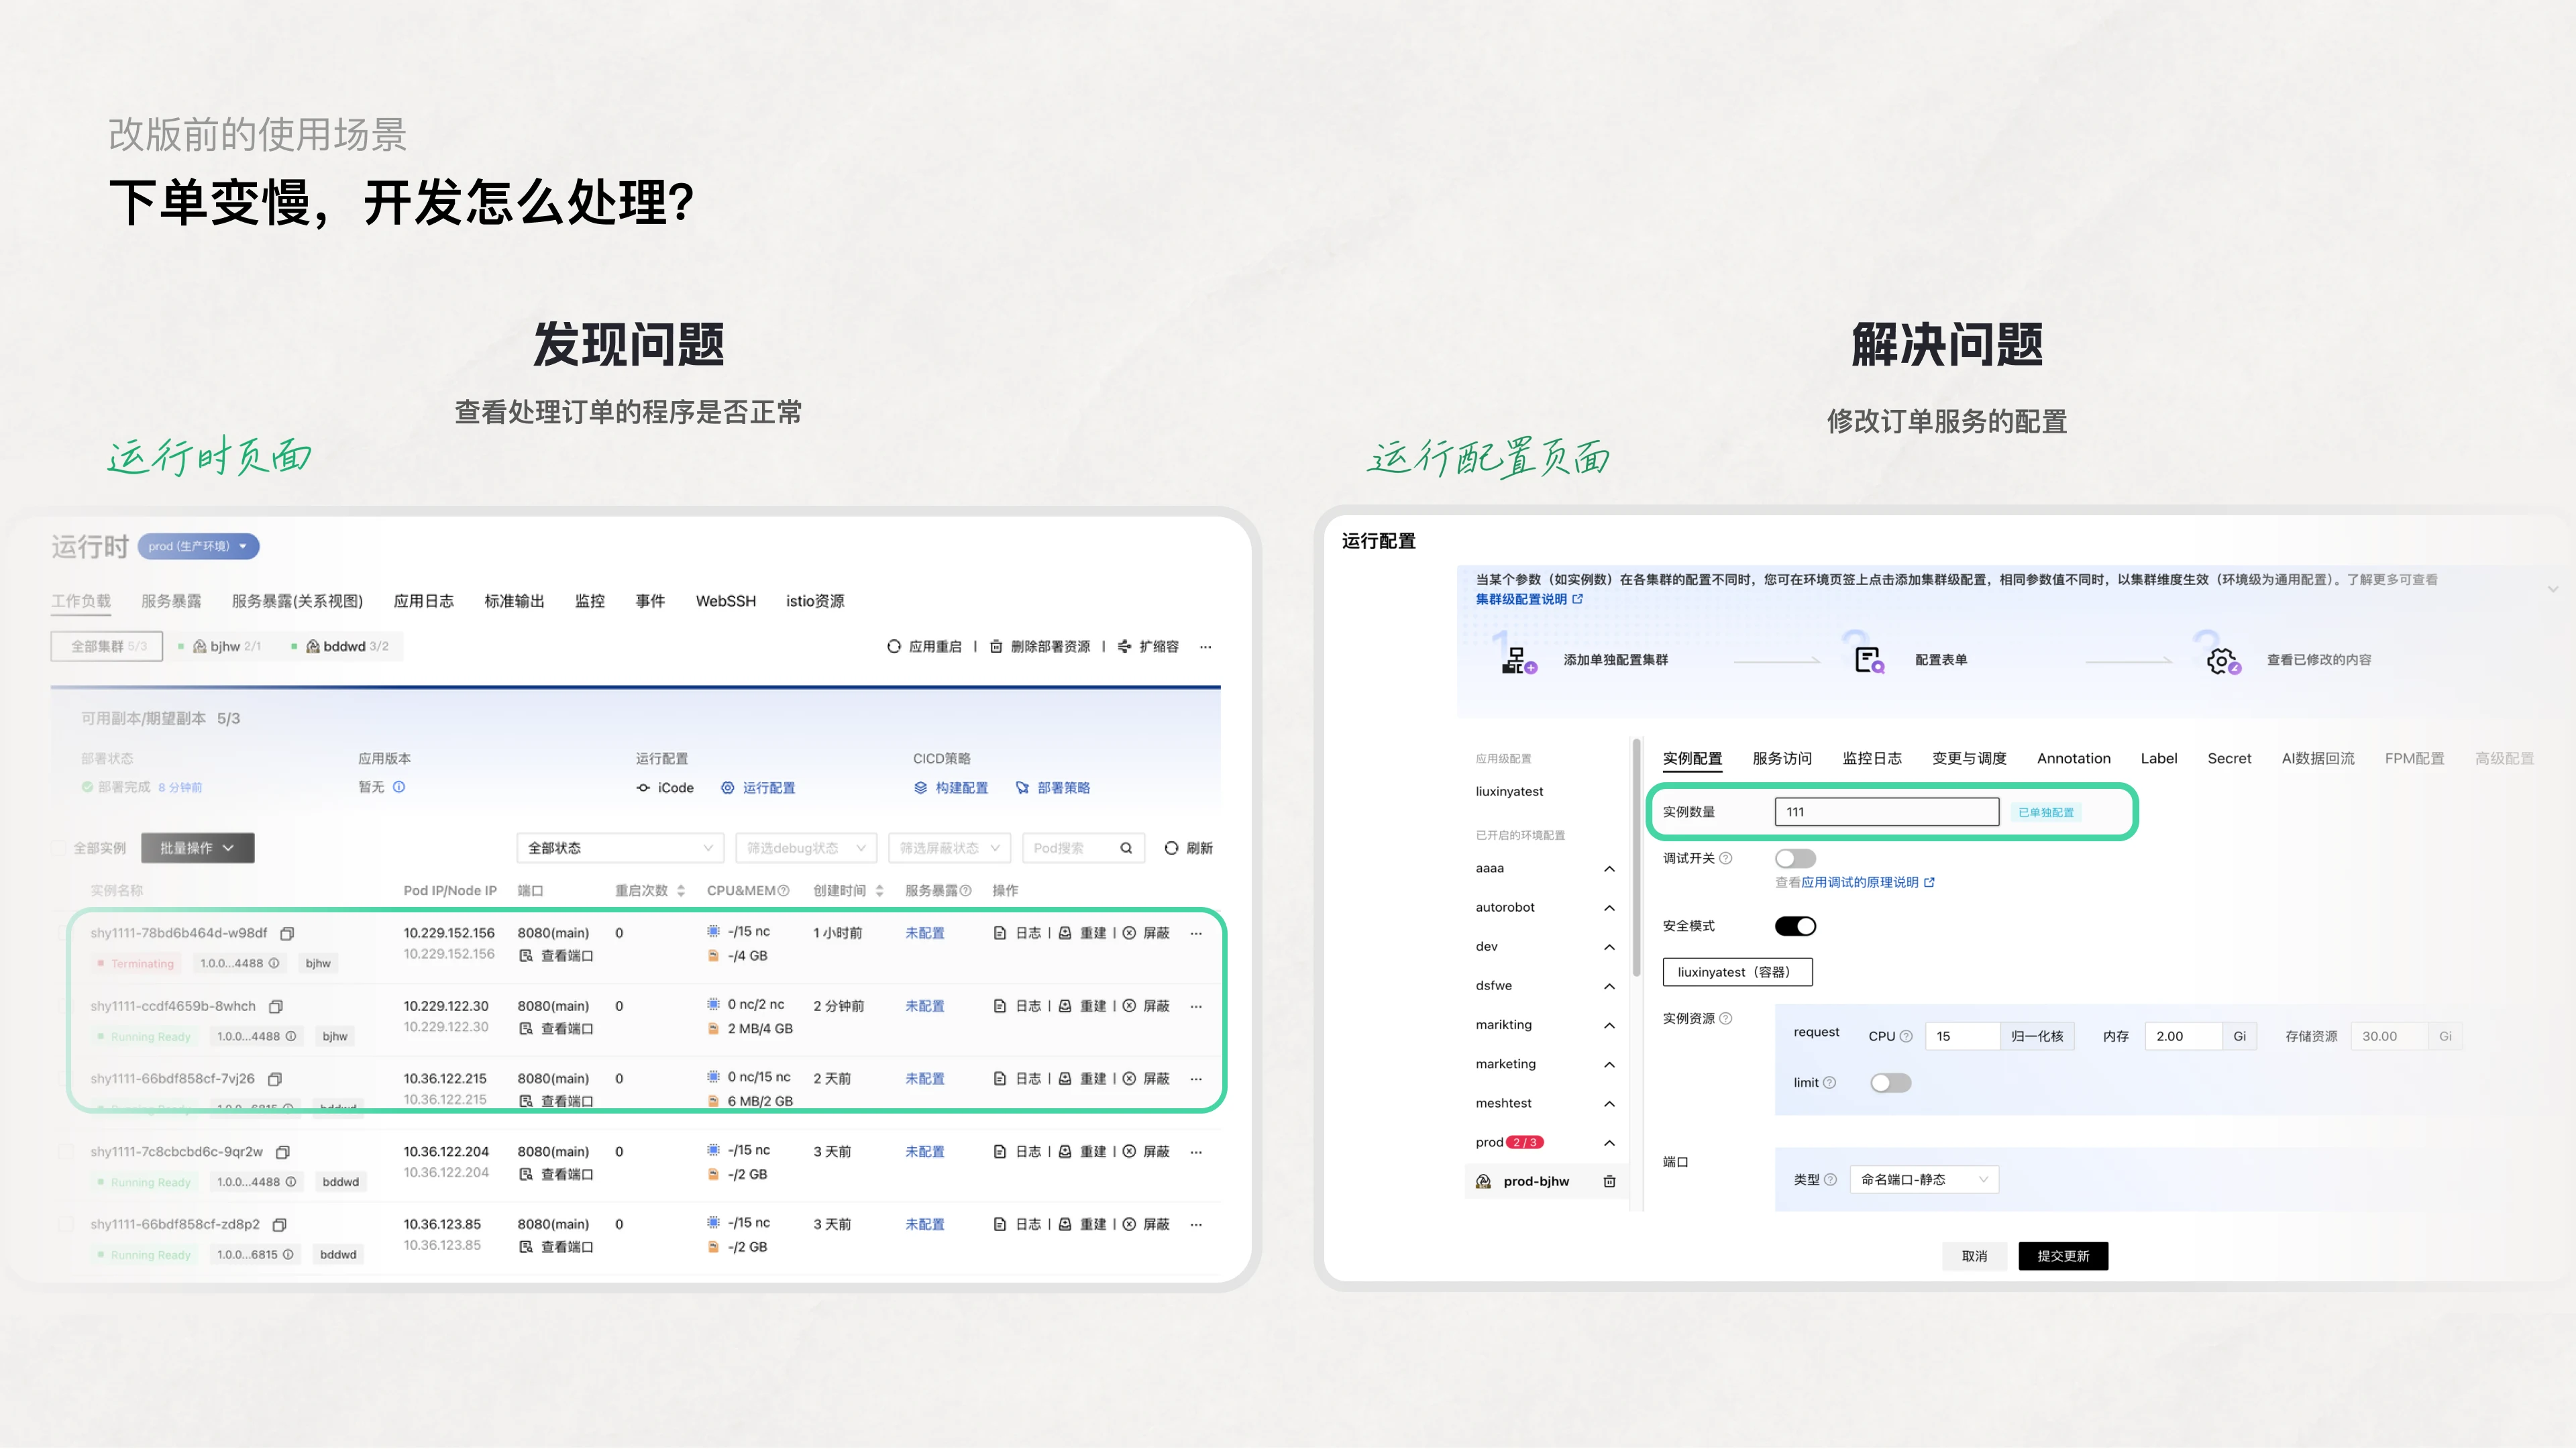 改版前的使用场景
下单变慢，开发怎么处理？
发现问题
查看处理订单的程序是否正常
运行时页面
运行时 prod (生产环境)
工作负载 服务暴露 服务暴露(关系视图) 应用日志 标准输出 监控 事件 WebSSH istio资源
全部集群 5/3 bjhw 2/1 bddwd 3/2 应用重启 | 删除部署资源 | 扩缩容 ···
可用副本/期望副本 5/3
部署状态 应用版本 运行配置 CICD策略
部署完成 8 分钟前 暂无 iCode 运行配置 构建配置 部署策略
全部实例 批量操作 全部状态 筛选debug状态 筛选屏蔽状态 Pod搜索 刷新
实例名称 Pod IP/Node IP 端口 重启次数 CPU&MEM 创建时间 服务暴露 操作
shy1111-78bd6b464d-w98df 10.229.152.156 8080(main) 0 -/15 nc 1 小时前 未配置 日志 | 重建 | 屏蔽 ···
10.229.152.156 查看端口 -/4 GB
Terminating 1.0.0...4488 bjhw
shy1111-ccdf4659b-8whch 10.229.122.30 8080(main) 0 0 nc/2 nc 2 分钟前 未配置 日志 | 重建 | 屏蔽 ···
10.229.122.30 查看端口 2 MB/4 GB
Running Ready 1.0.0...4488 bjhw
shy1111-66bdf858cf-7vj26 10.36.122.215 8080(main) 0 0 nc/15 nc 2 天前 未配置 日志 | 重建 | 屏蔽 ···
10.36.122.215 查看端口 6 MB/2 GB
Running Ready 1.0.0...6815 bddwd
shy1111-7c8cbcbd6c-9qr2w 10.36.122.204 8080(main) 0 -/15 nc 3 天前 未配置 日志 | 重建 | 屏蔽 ···
10.36.122.204 查看端口 -/2 GB
Running Ready 1.0.0...4488 bddwd
shy1111-66bdf858cf-zd8p2 10.36.123.85 8080(main) 0 -/15 nc 3 天前 未配置 日志 | 重建 | 屏蔽 ···
10.36.123.85 查看端口 -/2 GB
Running Ready 1.0.0...6815 bddwd
解决问题
修改订单服务的配置
运行配置页面
运行配置
当某个参数（如实例数）在各集群的配置不同时，您可在环境页签上点击添加集群级配置，相同参数值不同时，以集群维度生效（环境级为通用配置）。了解更多可查看
集群级配置说明
1 添加单独配置集群 2 配置表单 3 查看已修改的内容
应用级配置
liuxinyatest
已开启的环境配置
aaaa
autorobot
dev
dsfwe
marikting
marketing
meshtest
prod 2 / 3
prod-bjhw
实例配置 服务访问 监控日志 变更与调度 Annotation Label Secret AI数据回流 FPM配置 高级配置
实例数量 111 已单独配置
调试开关
查看应用调试的原理说明
安全模式
liuxinyatest（容器）
实例资源 request CPU 15 归一化核 内存 2.00 Gi 存储资源 30.00 Gi
limit
端口 类型 命名端口-静态
取消 提交更新